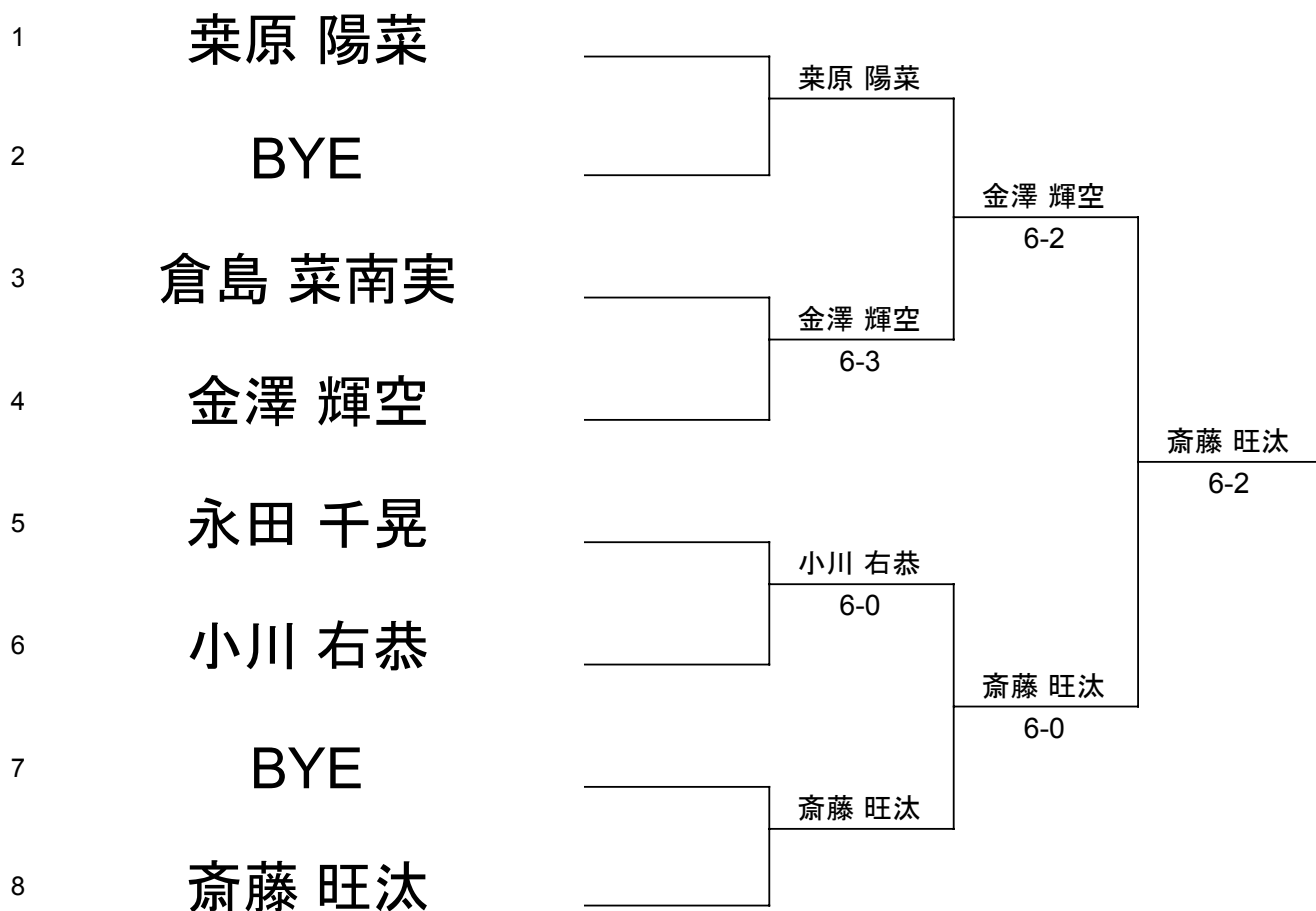 1 桒原 陽菜
桒原 陽菜
2 BYE
金澤 輝空
6-2
3 倉島 菜南実
金澤 輝空
6-3
4 金澤 輝空
斎藤 旺汰
6-2
5 永田 千晃
小川 右恭
6-0
6 小川 右恭
斎藤 旺汰
6-0
7 BYE
斎藤 旺汰
8 斎藤 旺汰